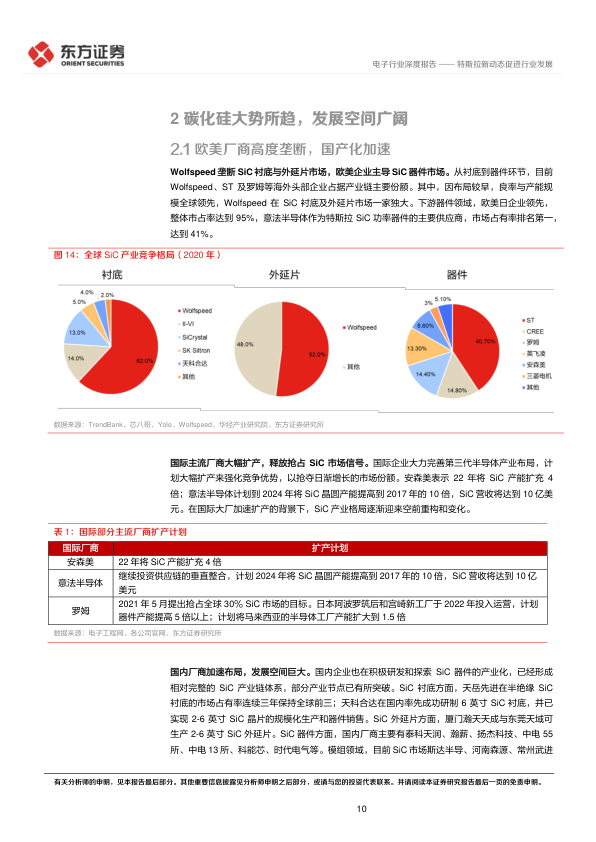 东方证券
ORIENT SECURITIES
电子行业深度报告 —— 特斯拉新动态促进行业发展
2 碳化硅大势所趋，发展空间广阔
2.1 欧美厂商高度垄断，国产化加速
Wolfspeed 垄断 SiC 衬底与外延片市场，欧美企业主导 SiC 器件市场。从衬底到器件环节，目前
Wolfspeed、ST 及罗姆等海外头部企业占据产业链主要份额。其中，因布局较早，良率与产能规
模全球领先，Wolfspeed 在 SiC 衬底及外延片市场一家独大。下游器件领域，欧美日企业领先，
整体市占率达到 95%，意法半导体作为特斯拉 SiC 功率器件的主要供应商，市场占有率排名第一，
达到 41%。
图 14：全球 SiC 产业竞争格局（2020 年）
衬底
62.0%
14.0%
13.0%
5.0%
4.0%
2.0%
Wolfspeed
II-VI
SiCrystal
SK Siltron
天科合达
其他
外延片
52.0%
48.0%
Wolfspeed
其他
器件
40.70%
14.80%
14.40%
13.30%
8.60%
3%
5.10%
ST
CREE
罗姆
英飞凌
安森美
三菱电机
其他
数据来源：TrendBank、芯八哥、Yole、Wolfspeed、华经产业研究院、东方证券研究所
国际主流厂商大幅扩产，释放抢占 SiC 市场信号。国际企业大力完善第三代半导体产业布局，计
划大幅扩产来强化竞争优势，以抢夺日渐增长的市场份额。安森美表示 22 年将 SiC 产能扩充 4
倍；意法半导体计划到 2024 年将 SiC 晶圆产能提高到 2017 年的 10 倍，SiC 营收将达到 10 亿美
元。在国际大厂加速扩产的背景下，SiC 产业格局逐渐迎来空前重构和变化。
表 1：国际部分主流厂商扩产计划
国际厂商 扩产计划
安森美 22 年将 SiC 产能扩充 4 倍
意法半导体 继续投资供应链的垂直整合，计划 2024 年将 SiC 晶圆产能提高到 2017 年的 10 倍，SiC 营收将达到 10 亿
美元
罗姆 2021 年 5 月提出抢占全球 30% SiC 市场的目标。日本阿波罗筑后和宫崎新工厂于 2022 年投入运营，计划
器件产能提高 5 倍以上；计划将马来西亚的半导体工厂产能扩大到 1.5 倍
数据来源：电子工程网、各公司官网、东方证券研究所
国内厂商加速布局，发展空间巨大。国内企业也在积极研发和探索 SiC 器件的产业化，已经形成
相对完整的 SiC 产业链体系，部分产业节点已有所突破。SiC 衬底方面，天岳先进在半绝缘 SiC
衬底的市场占有率连续三年保持全球前三；天科合达在国内率先成功研制 6 英寸 SiC 衬底，并已
实现 2-6 英寸 SiC 晶片的规模化生产和器件销售。SiC 外延片方面，厦门瀚天天成与东莞天域可
生产 2-6 英寸 SiC 外延片。SiC 器件方面，国内厂商主要有泰科天润、瀚薪、扬杰科技、中电 55
所、中电 13 所、科能芯、时代电气等。模组领域，目前 SiC 市场斯达半导、河南森源、常州武进
有关分析师的申明，见本报告最后部分。其他重要信息披露见分析师申明之后部分，或请与您的投资代表联系。并请阅读本证券研究报告最后一页的免责申明。
10